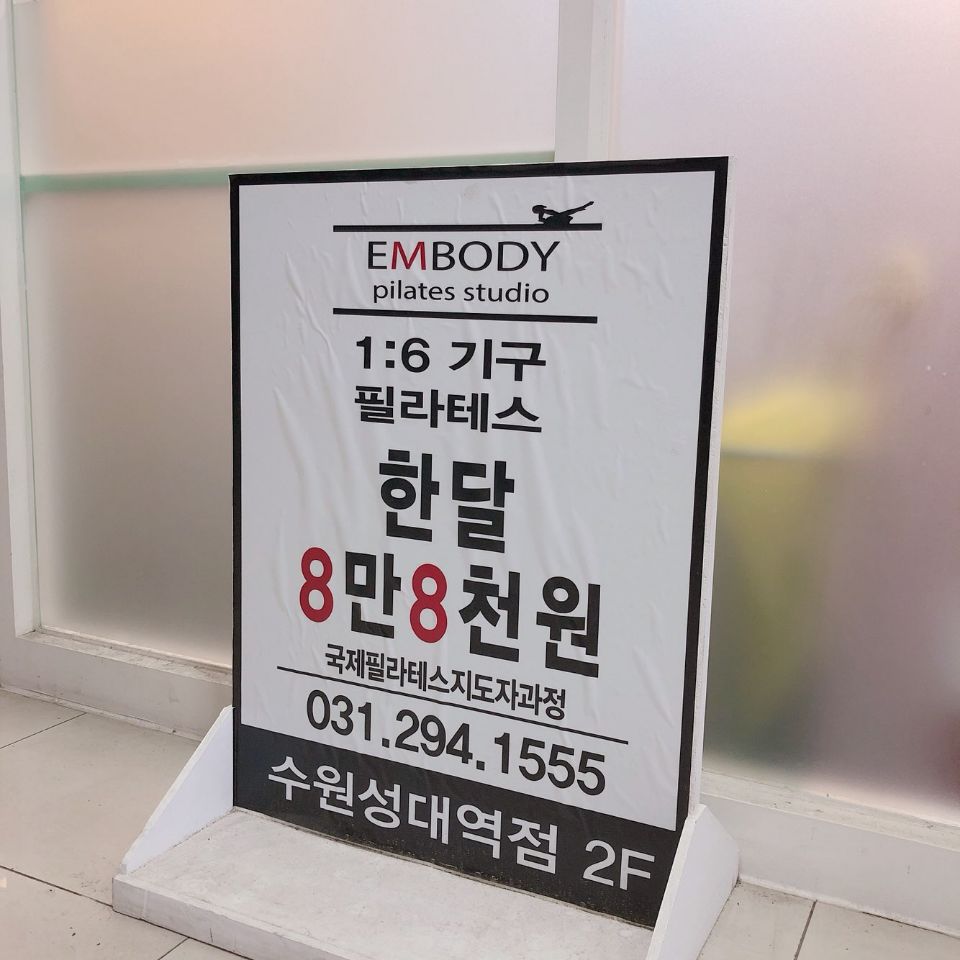 EMBODY
pilates studio
1:6 기구
필라테스
한달
8만8천원
국제필라테스지도자과정
031.294.1555
수원성대역점 2F